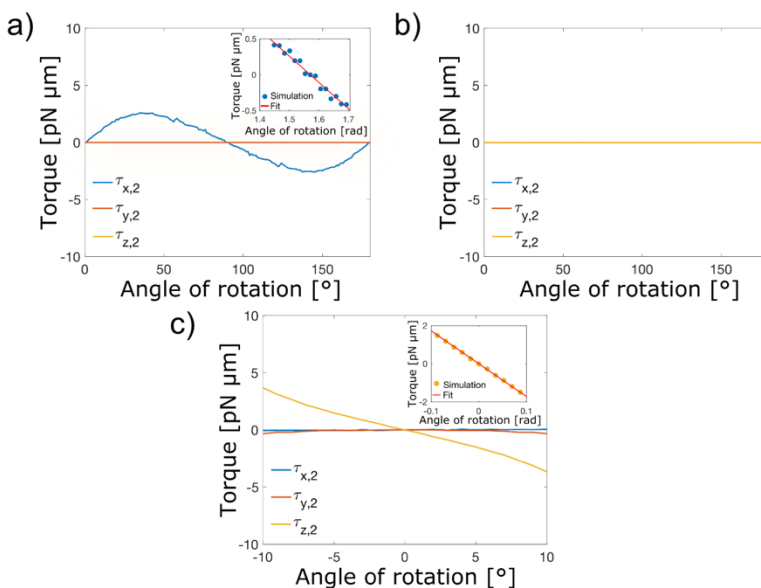 a)
Torque [pN µm]
10
5
0
-5
-10
0
50
100
150
Angle of rotation [°]
τx,2
τy,2
τz,2
Torque [pN µm]
0.5
0
-0.5
1.4
1.5
1.6
1.7
Angle of rotation [rad]
Simulation
Fit
b)
Torque [pN µm]
10
5
0
-5
-10
0
50
100
150
Angle of rotation [°]
τx,2
τy,2
τz,2
c)
Torque [pN µm]
10
5
0
-5
-10
-10
-5
0
5
10
Angle of rotation [°]
τx,2
τy,2
τz,2
Torque [pN µm]
2
0
-2
-0.1
0
0.1
Angle of rotation [rad]
Simulation
Fit